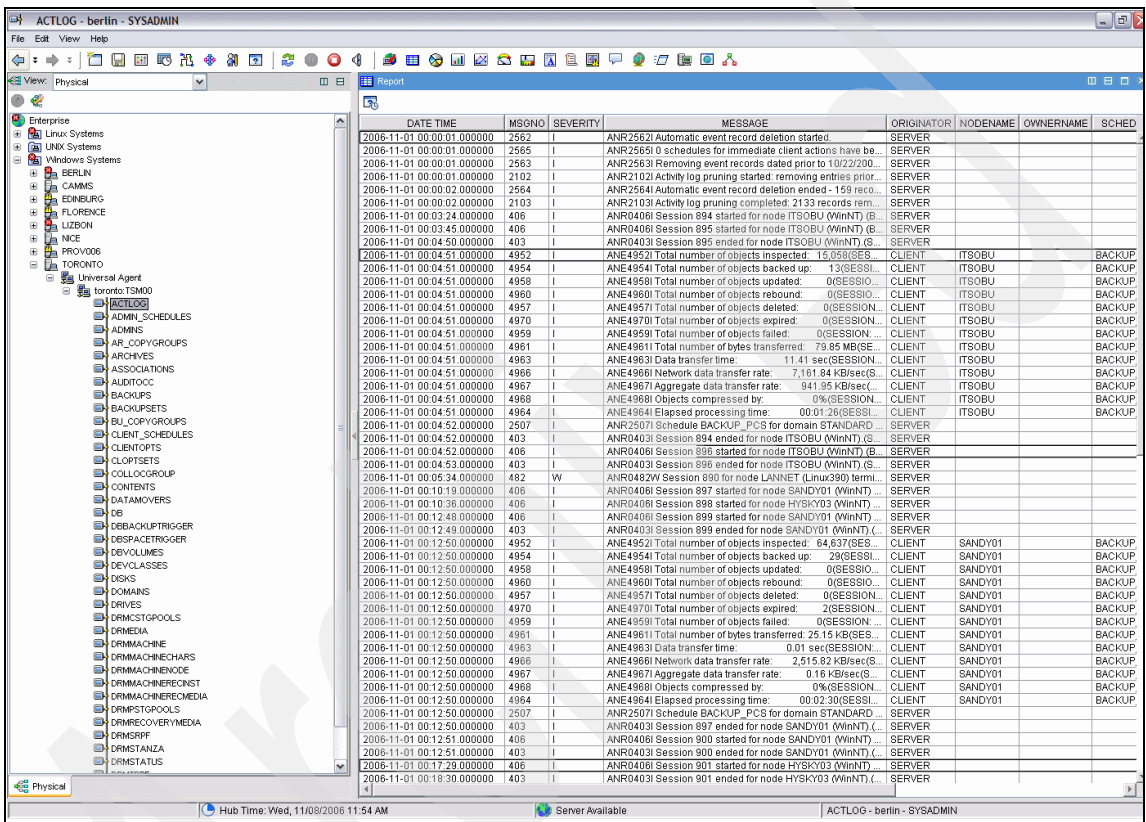 ACTLOG - berlin - SYSADMIN
File Edit View Help
View: Physical
Report
Enterprise
Linux Systems
UNIX Systems
Windows Systems
BERLIN
CAMMS
EDINBURG
FLORENCE
LIZBON
NICE
PROV006
TORONTO
Universal Agent
toronto:TSM00
ACTLOG
ADMIN_SCHEDULES
ADMINS
AR_COPYGROUPS
ARCHIVES
ASSOCIATIONS
AUDITOCC
BACKUPS
BACKUPSETS
BU_COPYGROUPS
CLIENT_SCHEDULES
CLIENTOPTS
CLOPTSETS
COLLOCGROUP
CONTENTS
DATAMOVERS
DB
DBBACKUPTRIGGER
DBSPACETRIGGER
DBVOLUMES
DEVCLASSES
DISKS
DOMAINS
DRIVES
DRMCSTGPOOLS
DRMEDIA
DRMMACHINE
DRMMACHINECHARS
DRMMACHINENODE
DRMMACHINERECINST
DRMMACHINERECMEDIA
DRMPSTGPOOLS
DRMRECOVERYMEDIA
DRMSRPF
DRMSTANZA
DRMSTATUS
Physical
DATE TIME MSGNO SEVERITY MESSAGE ORIGINATOR NODENAME OWNERNAME SCHED
2006-11-01 00:00:01.000000 2562 I ANR2562I Automatic event record deletion started. SERVER
2006-11-01 00:00:01.000000 2565 I ANR2565I 0 schedules for immediate client actions have be... SERVER
2006-11-01 00:00:01.000000 2563 I ANR2563I Removing event records dated prior to 10/22/200... SERVER
2006-11-01 00:00:01.000000 2102 I ANR2102I Activity log pruning started: removing entries prior... SERVER
2006-11-01 00:00:02.000000 2564 I ANR2564I Automatic event record deletion ended - 159 reco... SERVER
2006-11-01 00:00:02.000000 2103 I ANR2103I Activity log pruning completed: 2133 records rem... SERVER
2006-11-01 00:03:24.000000 406 I ANR0406I Session 894 started for node ITSOBU (WinNT) (B... SERVER
2006-11-01 00:03:45.000000 406 I ANR0406I Session 895 started for node ITSOBU (WinNT) (B... SERVER
2006-11-01 00:04:50.000000 403 I ANR0403I Session 895 ended for node ITSOBU (WinNT).(S... SERVER
2006-11-01 00:04:51.000000 4952 I ANE4952I Total number of objects inspected: 15,058(SES... CLIENT ITSOBU BACKUP
2006-11-01 00:04:51.000000 4954 I ANE4954I Total number of objects backed up: 13(SESSI... CLIENT ITSOBU BACKUP
2006-11-01 00:04:51.000000 4958 I ANE4958I Total number of objects updated: 0(SESSIO... CLIENT ITSOBU BACKUP
2006-11-01 00:04:51.000000 4960 I ANE4960I Total number of objects rebound: 0(SESSIO... CLIENT ITSOBU BACKUP
2006-11-01 00:04:51.000000 4957 I ANE4957I Total number of objects deleted: 0(SESSION... CLIENT ITSOBU BACKUP
2006-11-01 00:04:51.000000 4970 I ANE4970I Total number of objects expired: 0(SESSION... CLIENT ITSOBU BACKUP
2006-11-01 00:04:51.000000 4959 I ANE4959I Total number of objects failed: 0(SESSION: ... CLIENT ITSOBU BACKUP
2006-11-01 00:04:51.000000 4961 I ANE4961I Total number of bytes transferred: 79.85 MB(SE... CLIENT ITSOBU BACKUP
2006-11-01 00:04:51.000000 4963 I ANE4963I Data transfer time: 11.41 sec(SESSION... CLIENT ITSOBU BACKUP
2006-11-01 00:04:51.000000 4966 I ANE4966I Network data transfer rate: 7,161.84 KB/sec(S... CLIENT ITSOBU BACKUP
2006-11-01 00:04:51.000000 4967 I ANE4967I Aggregate data transfer rate: 941.95 KB/sec(... CLIENT ITSOBU BACKUP
2006-11-01 00:04:51.000000 4968 I ANE4968I Objects compressed by: 0%(SESSION... CLIENT ITSOBU BACKUP
2006-11-01 00:04:51.000000 4964 I ANE4964I Elapsed processing time: 00:01:26(SESSI... CLIENT ITSOBU BACKUP
2006-11-01 00:04:52.000000 2507 I ANR2507I Schedule BACKUP_PCS for domain STANDARD ... SERVER
2006-11-01 00:04:52.000000 403 I ANR0403I Session 894 ended for node ITSOBU (WinNT).(S... SERVER
2006-11-01 00:04:52.000000 406 I ANR0406I Session 896 started for node ITSOBU (WinNT) (B... SERVER
2006-11-01 00:04:53.000000 403 I ANR0403I Session 896 ended for node ITSOBU (WinNT).(S... SERVER
2006-11-01 00:05:34.000000 482 W ANR0482W Session 890 for node LANNET (Linux390) termi... SERVER
2006-11-01 00:10:19.000000 406 I ANR0406I Session 897 started for node SANDY01 (WinNT) ... SERVER
2006-11-01 00:10:36.000000 406 I ANR0406I Session 898 started for node HYSKY03 (WinNT) ... SERVER
2006-11-01 00:12:48.000000 406 I ANR0406I Session 899 started for node SANDY01 (WinNT) ... SERVER
2006-11-01 00:12:49.000000 403 I ANR0403I Session 899 ended for node SANDY01 (WinNT).(... SERVER
2006-11-01 00:12:50.000000 4952 I ANE4952I Total number of objects inspected: 64,637(SES... CLIENT SANDY01 BACKUP
2006-11-01 00:12:50.000000 4954 I ANE4954I Total number of objects backed up: 29(SESSI... CLIENT SANDY01 BACKUP
2006-11-01 00:12:50.000000 4958 I ANE4958I Total number of objects updated: 0(SESSIO... CLIENT SANDY01 BACKUP
2006-11-01 00:12:50.000000 4960 I ANE4960I Total number of objects rebound: 0(SESSIO... CLIENT SANDY01 BACKUP
2006-11-01 00:12:50.000000 4957 I ANE4957I Total number of objects deleted: 0(SESSION... CLIENT SANDY01 BACKUP
2006-11-01 00:12:50.000000 4970 I ANE4970I Total number of objects expired: 2(SESSION... CLIENT SANDY01 BACKUP
2006-11-01 00:12:50.000000 4959 I ANE4959I Total number of objects failed: 0(SESSION: ... CLIENT SANDY01 BACKUP
2006-11-01 00:12:50.000000 4961 I ANE4961I Total number of bytes transferred: 25.15 KB(SES... CLIENT SANDY01 BACKUP
2006-11-01 00:12:50.000000 4963 I ANE4963I Data transfer time: 0.01 sec(SESSION... CLIENT SANDY01 BACKUP
2006-11-01 00:12:50.000000 4966 I ANE4966I Network data transfer rate: 2,515.82 KB/sec(S... CLIENT SANDY01 BACKUP
2006-11-01 00:12:50.000000 4967 I ANE4967I Aggregate data transfer rate: 0.16 KB/sec(S... CLIENT SANDY01 BACKUP
2006-11-01 00:12:50.000000 4968 I ANE4968I Objects compressed by: 0%(SESSION... CLIENT SANDY01 BACKUP
2006-11-01 00:12:50.000000 4964 I ANE4964I Elapsed processing time: 00:02:30(SESSI... CLIENT SANDY01 BACKUP
2006-11-01 00:12:50.000000 2507 I ANR2507I Schedule BACKUP_PCS for domain STANDARD ... SERVER
2006-11-01 00:12:50.000000 403 I ANR0403I Session 897 ended for node SANDY01 (WinNT).(... SERVER
2006-11-01 00:12:51.000000 406 I ANR0406I Session 900 started for node SANDY01 (WinNT) ... SERVER
2006-11-01 00:12:51.000000 403 I ANR0403I Session 900 ended for node SANDY01 (WinNT).(... SERVER
2006-11-01 00:17:29.000000 406 I ANR0406I Session 901 started for node HYSKY03 (WinNT) ... SERVER
2006-11-01 00:18:30.000000 403 I ANR0403I Session 901 ended for node HYSKY03 (WinNT).(... SERVER
Hub Time: Wed, 11/08/2006 11:54 AM
Server Available
ACTLOG - berlin - SYSADMIN